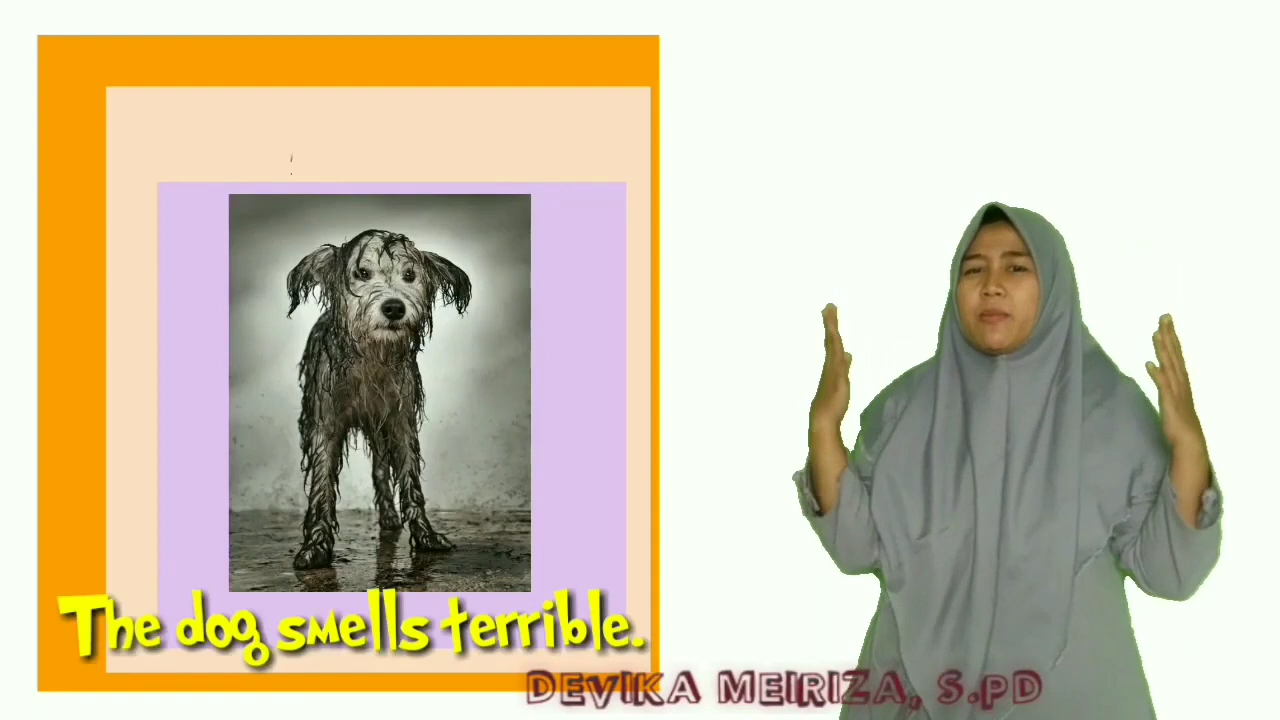 The dog smells terrible.
DEVIKA MEIRIZA, S.PD